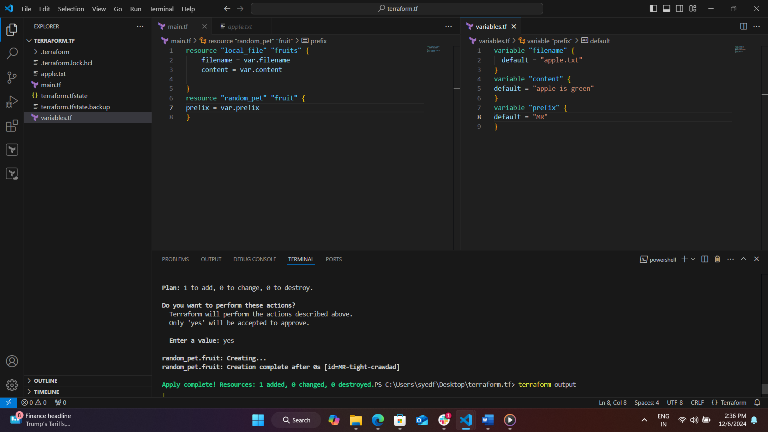 File Edit Selection View Go Run Terminal Help
terraform.tf
EXPLORER
TERRAFORM.TF
.terraform
.terraform.lock.hcl
apple.txt
main.tf
terraform.tfstate
terraform.tfstate.backup
variables.tf
OUTLINE
TIMELINE
main.tf
apple.txt
main.tf > resource "random_pet" "fruit" > prefix
1 resource "local_file" "fruits" {
2 filename = var.filename
3 content = var.content
4
5 }
6 resource "random_pet" "fruit" {
7 prefix = var.prefix
8 }
variables.tf
variables.tf > variable "prefix" > default
1 variable "filename" {
2 default = "apple.txt"
3 }
4 variable "content" {
5 default = "apple is green"
6 }
7 variable "prefix" {
8 default = "MR"
9 }
PROBLEMS OUTPUT DEBUG CONSOLE TERMINAL PORTS
powershell
Plan: 1 to add, 0 to change, 0 to destroy.
Do you want to perform these actions?
Terraform will perform the actions described above.
Only 'yes' will be accepted to approve.
Enter a value: yes
random_pet.fruit: Creating...
random_pet.fruit: Creation complete after 0s [id=MR-tight-crawdad]
Apply complete! Resources: 1 added, 0 changed, 0 destroyed.PS C:\Users\sycdf\Desktop\terraform.tf> terraform output
0 0 0
Ln 8, Col 8 Spaces: 4 UTF-8 CRLF {} Terraform
Finance headline
Trump's Tariffs...
Search
ENG
IN
2:36 PM
12/6/2024